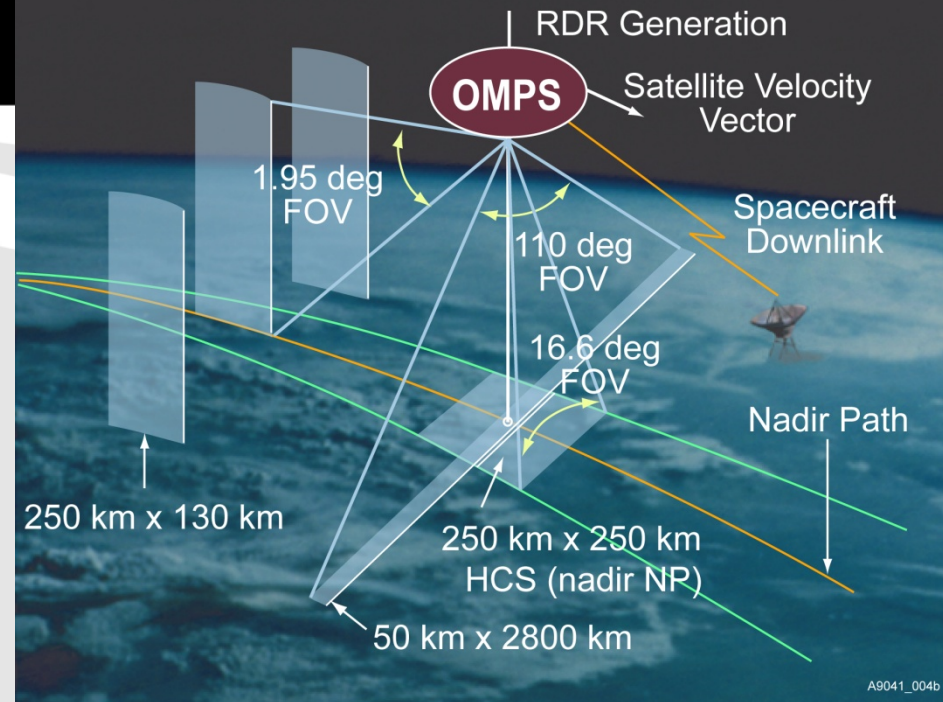 RDR Generation
OMPS
Satellite Velocity
Vector
1.95 deg
FOV
110 deg
FOV
Spacecraft
Downlink
16.6 deg
FOV
Nadir Path
250 km x 130 km
250 km x 250 km
HCS (nadir NP)
50 km x 2800 km
A9041_004b